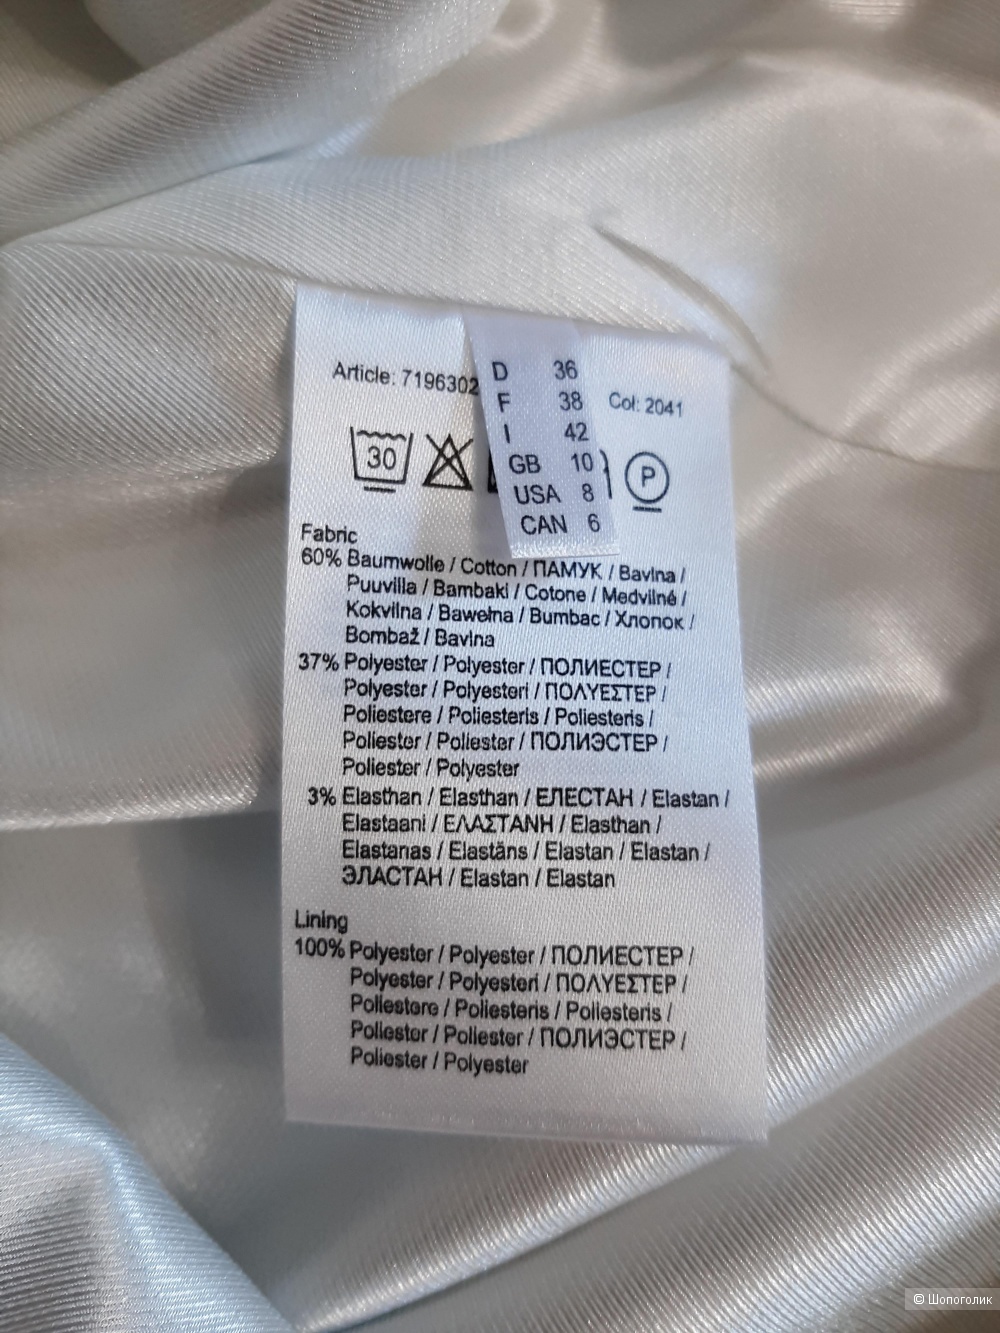 Article: 7196302
D 36
F 38
I 42
GB 10
USA 8
CAN 6
Col: 2041
30
P
Fabric
60% Baumwolle / Cotton / ПАМУК / Bavlna /
Puuvilla / Bambaki / Cotone / Medvilnė /
Kokvilna / Bawełna / Bumbac / Хлопок /
Bombaž / Bavlna
37% Polyester / Polyester / ПОЛИЕСТЕР /
Polyester / Polyesteri / ΠΟΛΥΕΣΤΕΡ /
Poliestere / Poliesteris / Poliesteris /
Poliester / Poliester / ПОЛИЭСТЕР /
Poliester / Polyester
3% Elasthan / Elasthan / ЕЛЕСТАН / Elastan /
Elastaani / ΕΛΑΣΤΑΝΗ / Elasthan /
Elastanas / Elastāns / Elastan / Elastan /
ЭЛАСТАН / Elastan / Elastan
Lining
100% Polyester / Polyester / ПОЛИЕСТЕР /
Polyester / Polyesteri / ΠΟΛΥΕΣΤΕΡ /
Poliestere / Poliesteris / Poliesteris /
Poliester / Poliester / ПОЛИЭСТЕР /
Poliester / Polyester
© Шопоголик